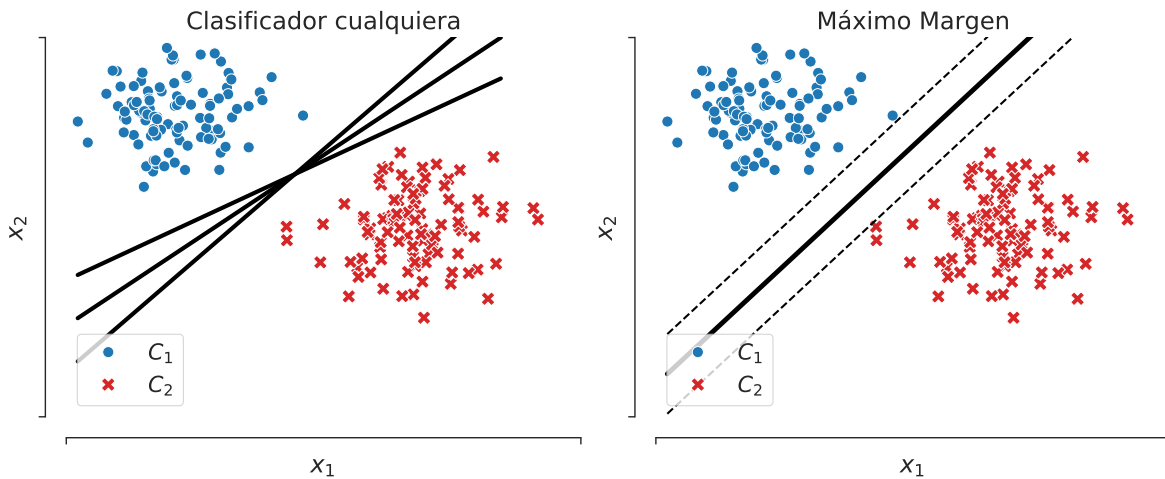 Clasificador cualquiera
x₂
C₁
C₂
x₁
Máximo Margen
x₂
C₁
C₂
x₁